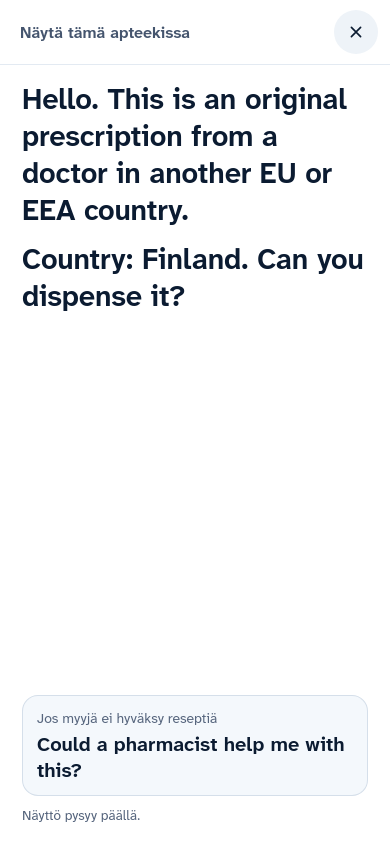 Näytä tämä apteekissa
Hello. This is an original
prescription from a
doctor in another EU or
EEA country.
Country: Finland. Can you
dispense it?
Jos myyjä ei hyväksy reseptiä
Could a pharmacist help me with
this?
Näyttö pysyy päällä.